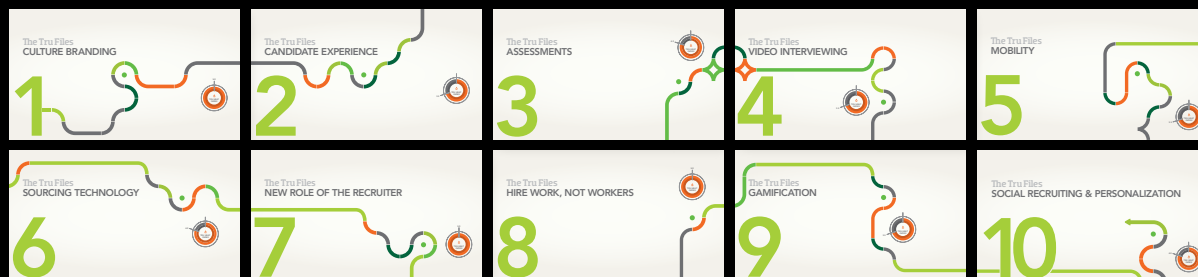 The Tru Files
CULTURE BRANDING
1
The Tru Files
CANDIDATE EXPERIENCE
2
The Tru Files
ASSESSMENTS
3
The Tru Files
VIDEO INTERVIEWING
4
The Tru Files
MOBILITY
5
The Tru Files
SOURCING TECHNOLOGY
6
The Tru Files
NEW ROLE OF THE RECRUITER
7
The Tru Files
HIRE WORK, NOT WORKERS
8
The Tru Files
GAMIFICATION
9
The Tru Files
SOCIAL RECRUITING & PERSONALIZATION
10